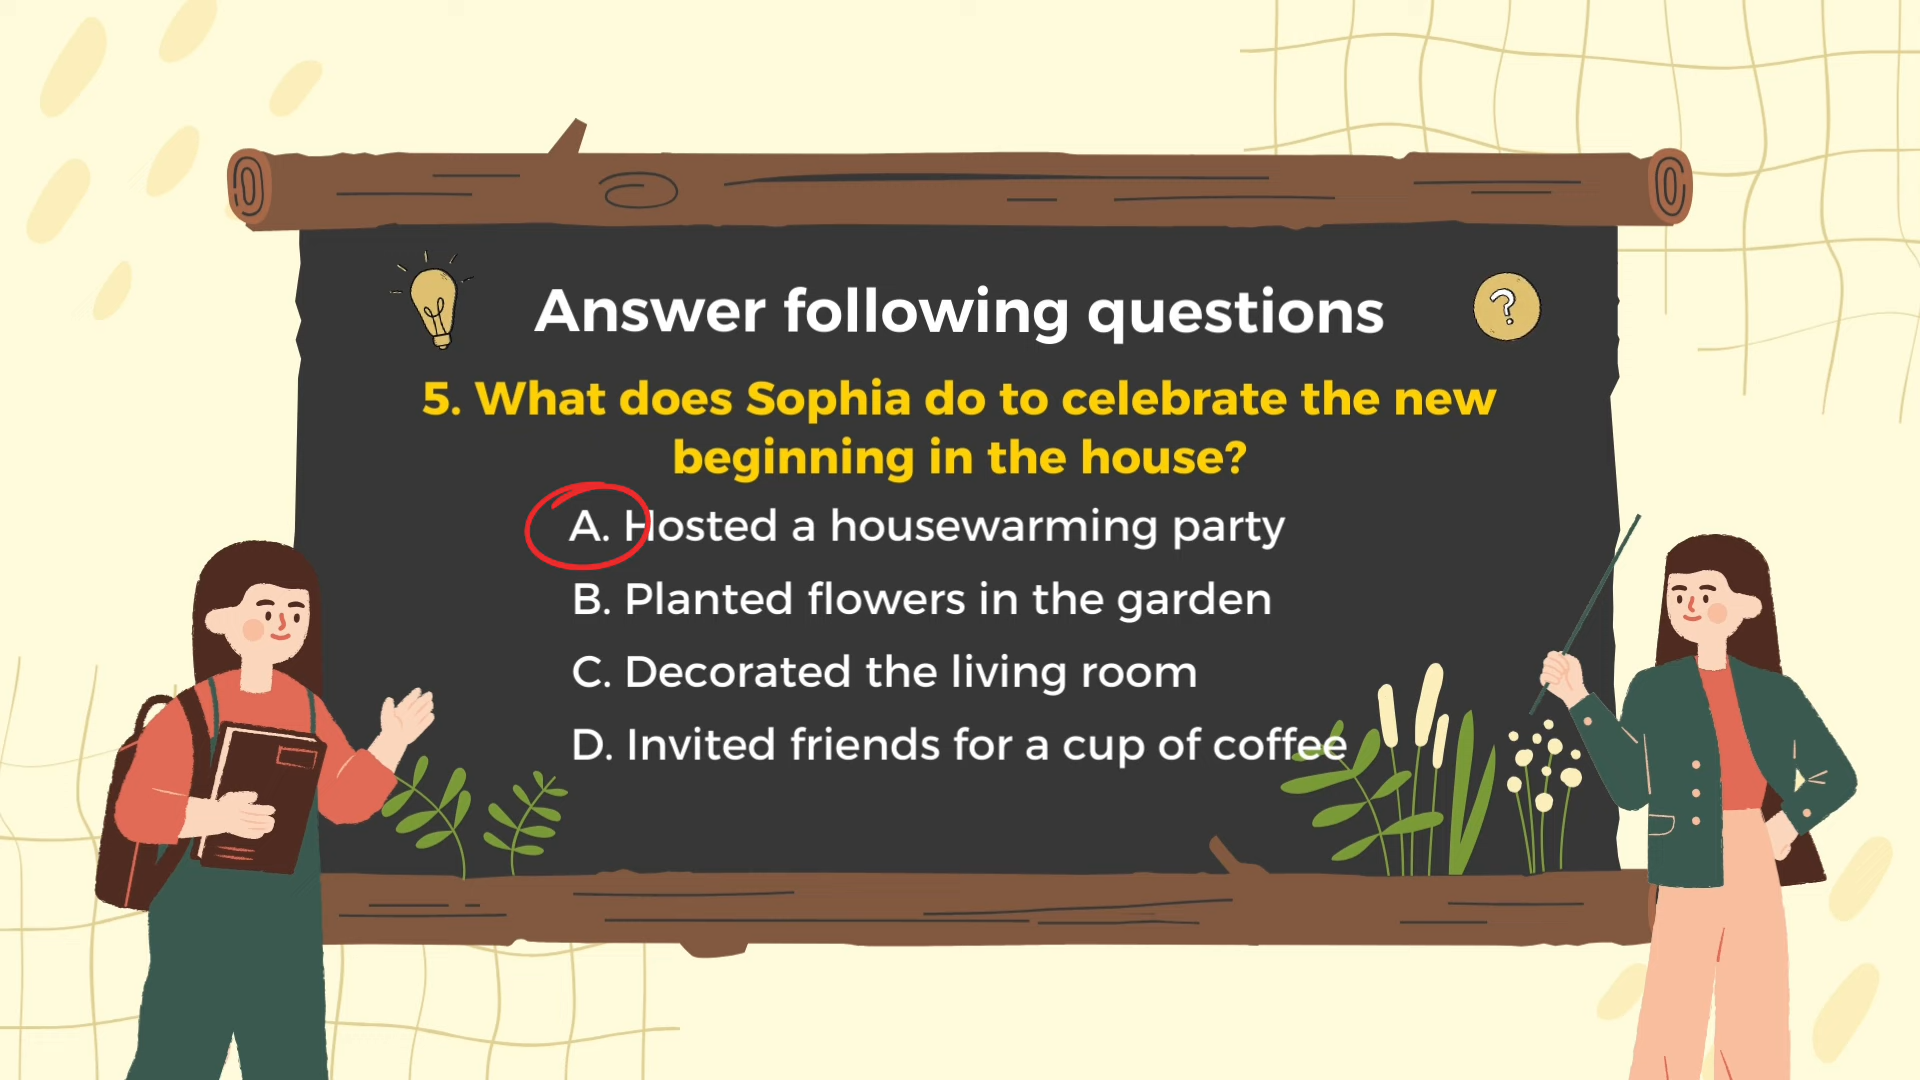 Answer following questions
?
5. What does Sophia do to celebrate the new
beginning in the house?
A. Hosted a housewarming party
B. Planted flowers in the garden
C. Decorated the living room
D. Invited friends for a cup of coffee